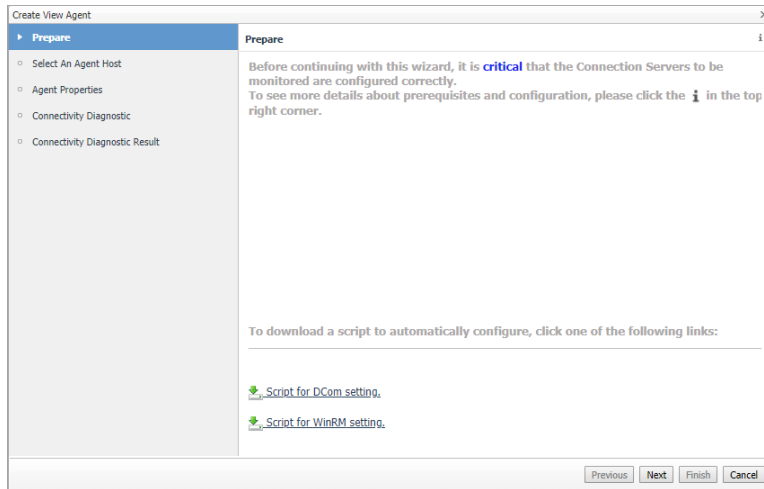 Create View Agent
Prepare
Select An Agent Host
Agent Properties
Connectivity Diagnostic
Connectivity Diagnostic Result
Prepare
Before continuing with this wizard, it is critical that the Connection Servers to be
monitored are configured correctly.
To see more details about prerequisites and configuration, please click the i in the top
right corner.
To download a script to automatically configure, click one of the following links:
Script for DCom setting.
Script for WinRM setting.
Previous Next Finish Cancel